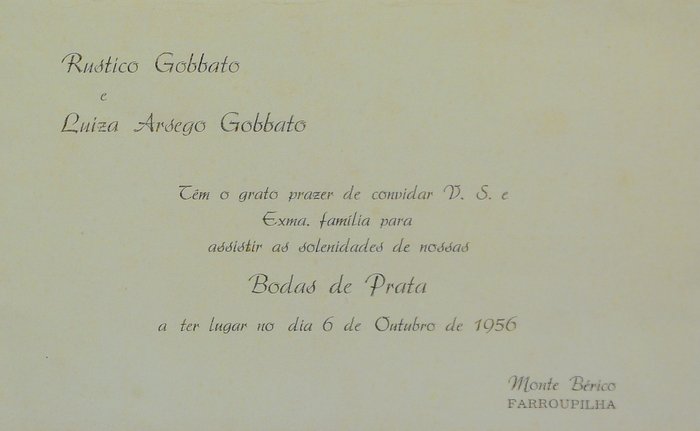 Rustico Gobbato
e
Luiza Arsego Gobbato
Têm o grato prazer de convidar V. S. e
Exma. família para
assistir as solenidades de nossas
Bodas de Prata
a ter lugar no dia 6 de Outubro de 1956
Monte Bérico
FARROUPILHA